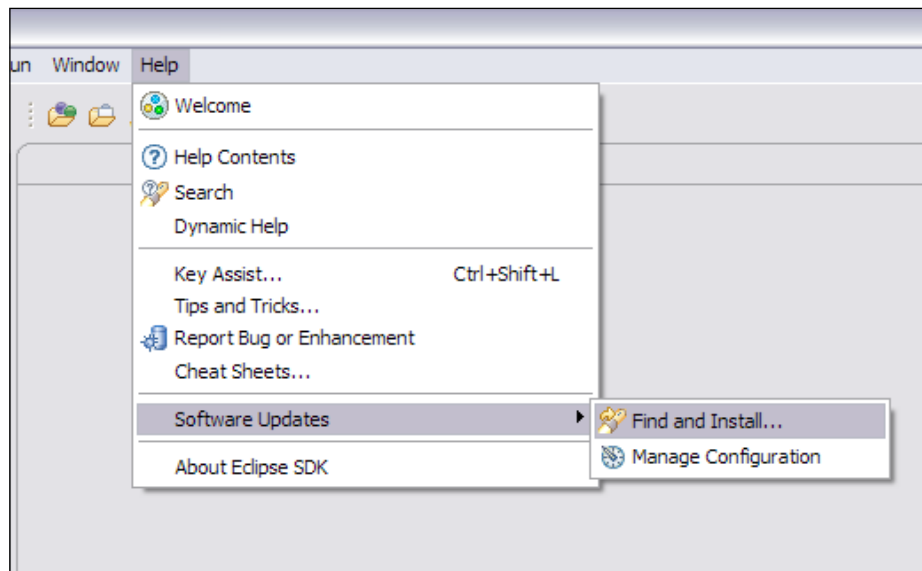 un Window Help
Welcome
Help Contents
Search
Dynamic Help
Key Assist... Ctrl+Shift+L
Tips and Tricks...
Report Bug or Enhancement
Cheat Sheets...
Software Updates
Find and Install...
Manage Configuration
About Eclipse SDK